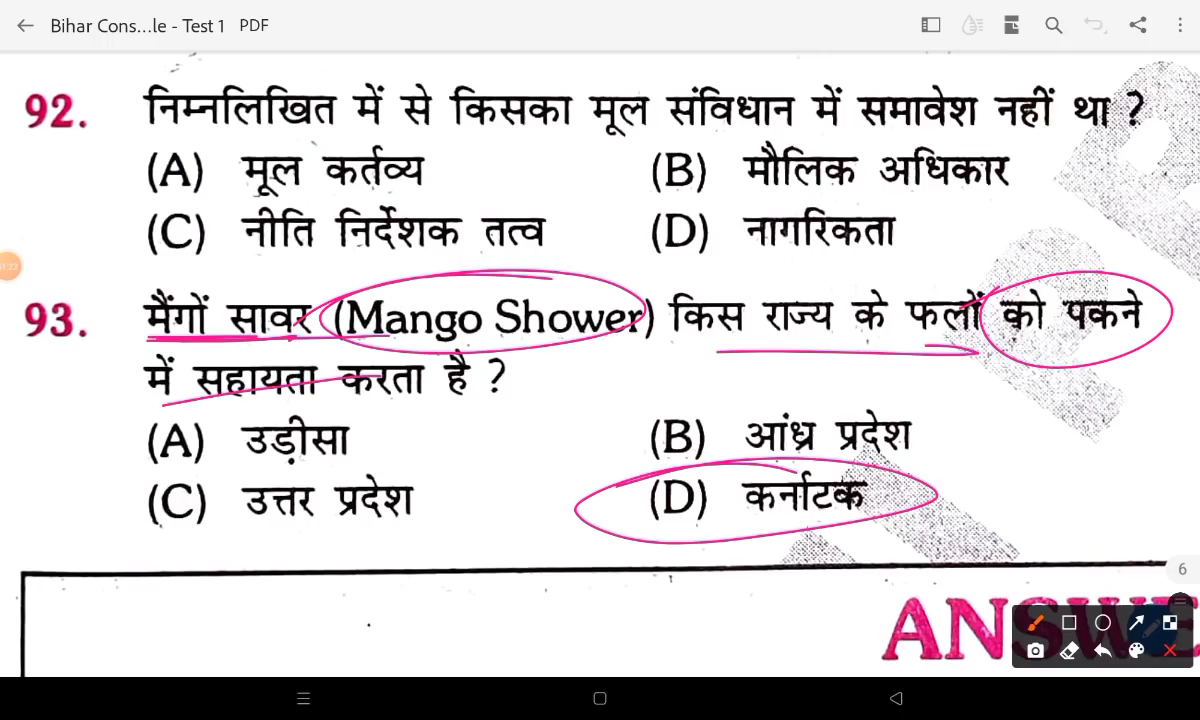 Bihar Cons...le - Test 1 PDF
92. निम्नलिखित में से किसका मूल संविधान में समावेश नहीं था ?
(A) मूल कर्तव्य (B) मौलिक अधिकार
(C) नीति निर्देशक तत्व (D) नागरिकता
93. मैंगों सावर (Mango Shower) किस राज्य के फलों को पकने
में सहायता करता है ?
(A) उड़ीसा (B) आंध्र प्रदेश
(C) उत्तर प्रदेश (D) कर्नाटक
6